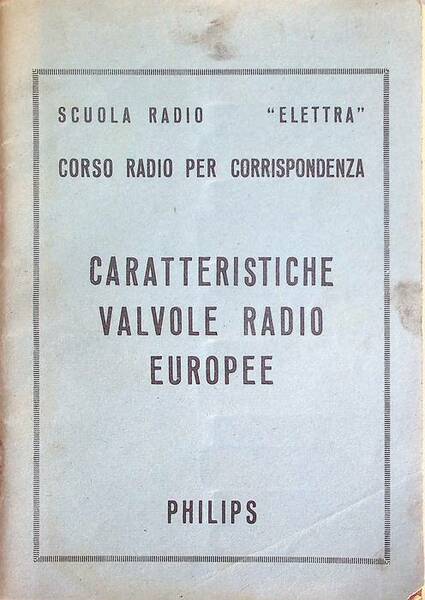 SCUOLA RADIO "ELETTRA"
CORSO RADIO PER CORRISPONDENZA
CARATTERISTICHE
VALVOLE RADIO
EUROPEE
PHILIPS